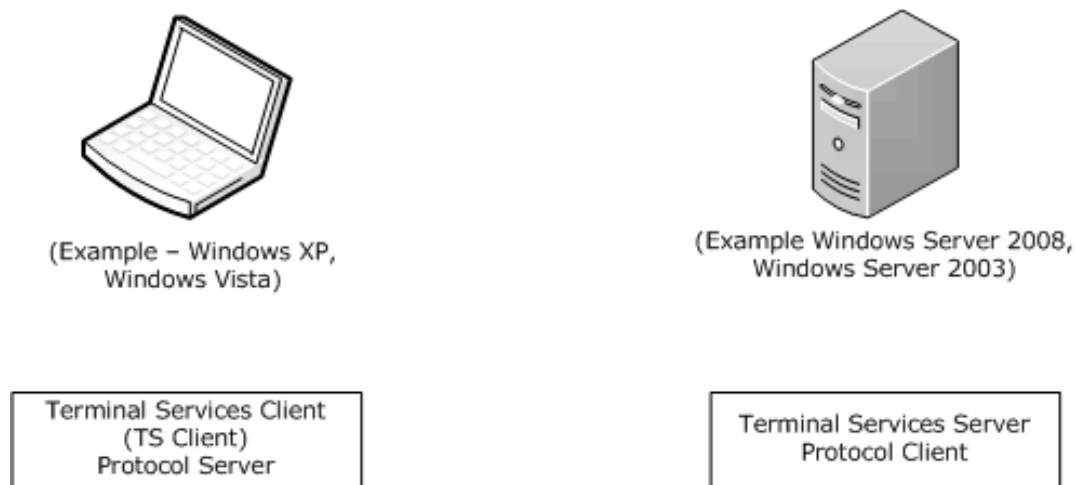 (Example – Windows XP,
Windows Vista)
(Example Windows Server 2008,
Windows Server 2003)
Terminal Services Client
(TS Client)
Protocol Server
Terminal Services Server
Protocol Client